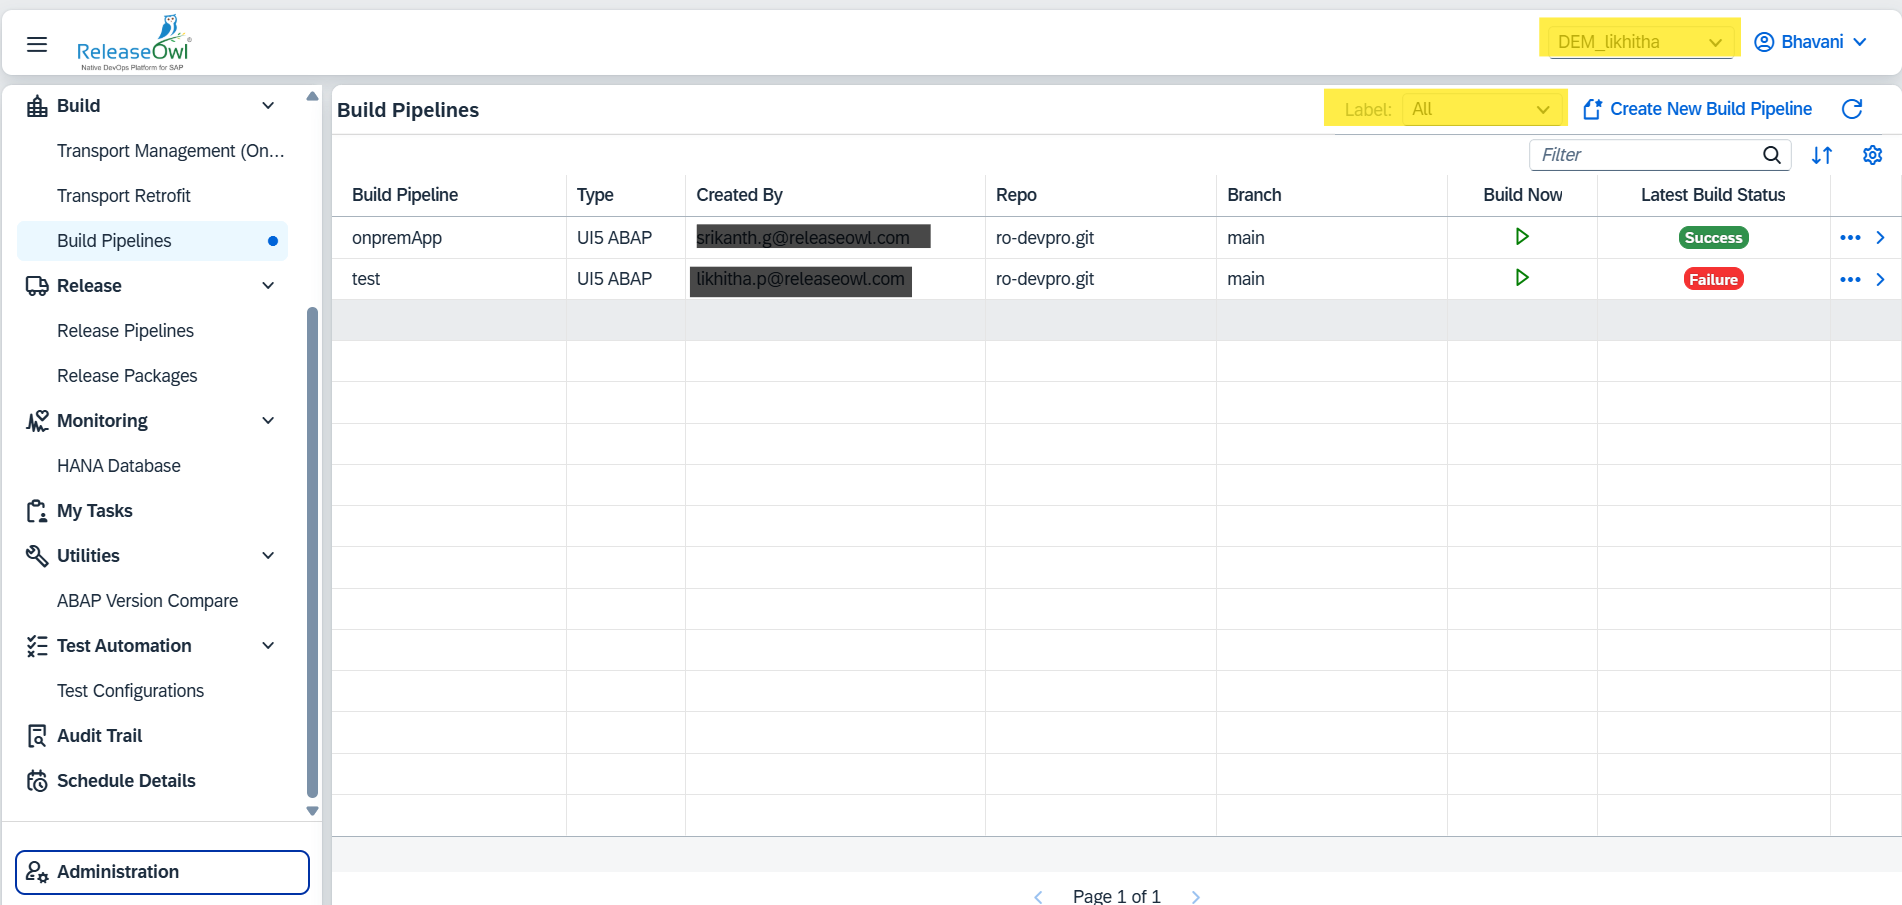 ReleaseOwl®
Native DevOps Platform for SAP
DEM_likhitha
Bhavani
Build
Transport Management (On...
Transport Retrofit
Build Pipelines
Release
Release Pipelines
Release Packages
Monitoring
HANA Database
My Tasks
Utilities
ABAP Version Compare
Test Automation
Test Configurations
Audit Trail
Schedule Details
Administration
Build Pipelines
Label: All
Create New Build Pipeline
Filter
Build Pipeline Type Created By Repo Branch Build Now Latest Build Status
onpremApp UI5 ABAP srikanth.g@releaseowl.com ro-devpro.git main Success
test UI5 ABAP likhitha.p@releaseowl.com ro-devpro.git main Failure
Page 1 of 1